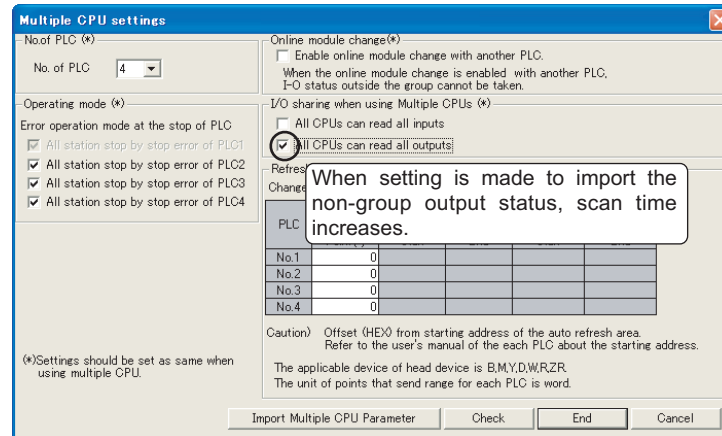 Multiple CPU settings
No.of PLC (*)
No. of PLC
4
Operating mode (*)
Error operation mode at the stop of PLC
All station stop by stop error of PLC1
All station stop by stop error of PLC2
All station stop by stop error of PLC3
All station stop by stop error of PLC4
(*)Settings should be set as same when
using multiple CPU.
Online module change(*)
Enable online module change with another PLC.
When the online module change is enabled with another PLC,
I-O status outside the group cannot be taken.
I/O sharing when using Multiple CPUs (*)
All CPUs can read all inputs
All CPUs can read all outputs
Refres
Change
When setting is made to import the
non-group output status, scan time
increases.
PLC
No.1 0
No.2 0
No.3 0
No.4 0
Caution) Offset (HEX) from starting address of the auto refresh area.
Refer to the user's manual of the each PLC about the starting address.
The applicable device of head device is B,M,Y,D,W,R,ZR.
The unit of points that send range for each PLC is word.
Import Multiple CPU Parameter
Check
End
Cancel